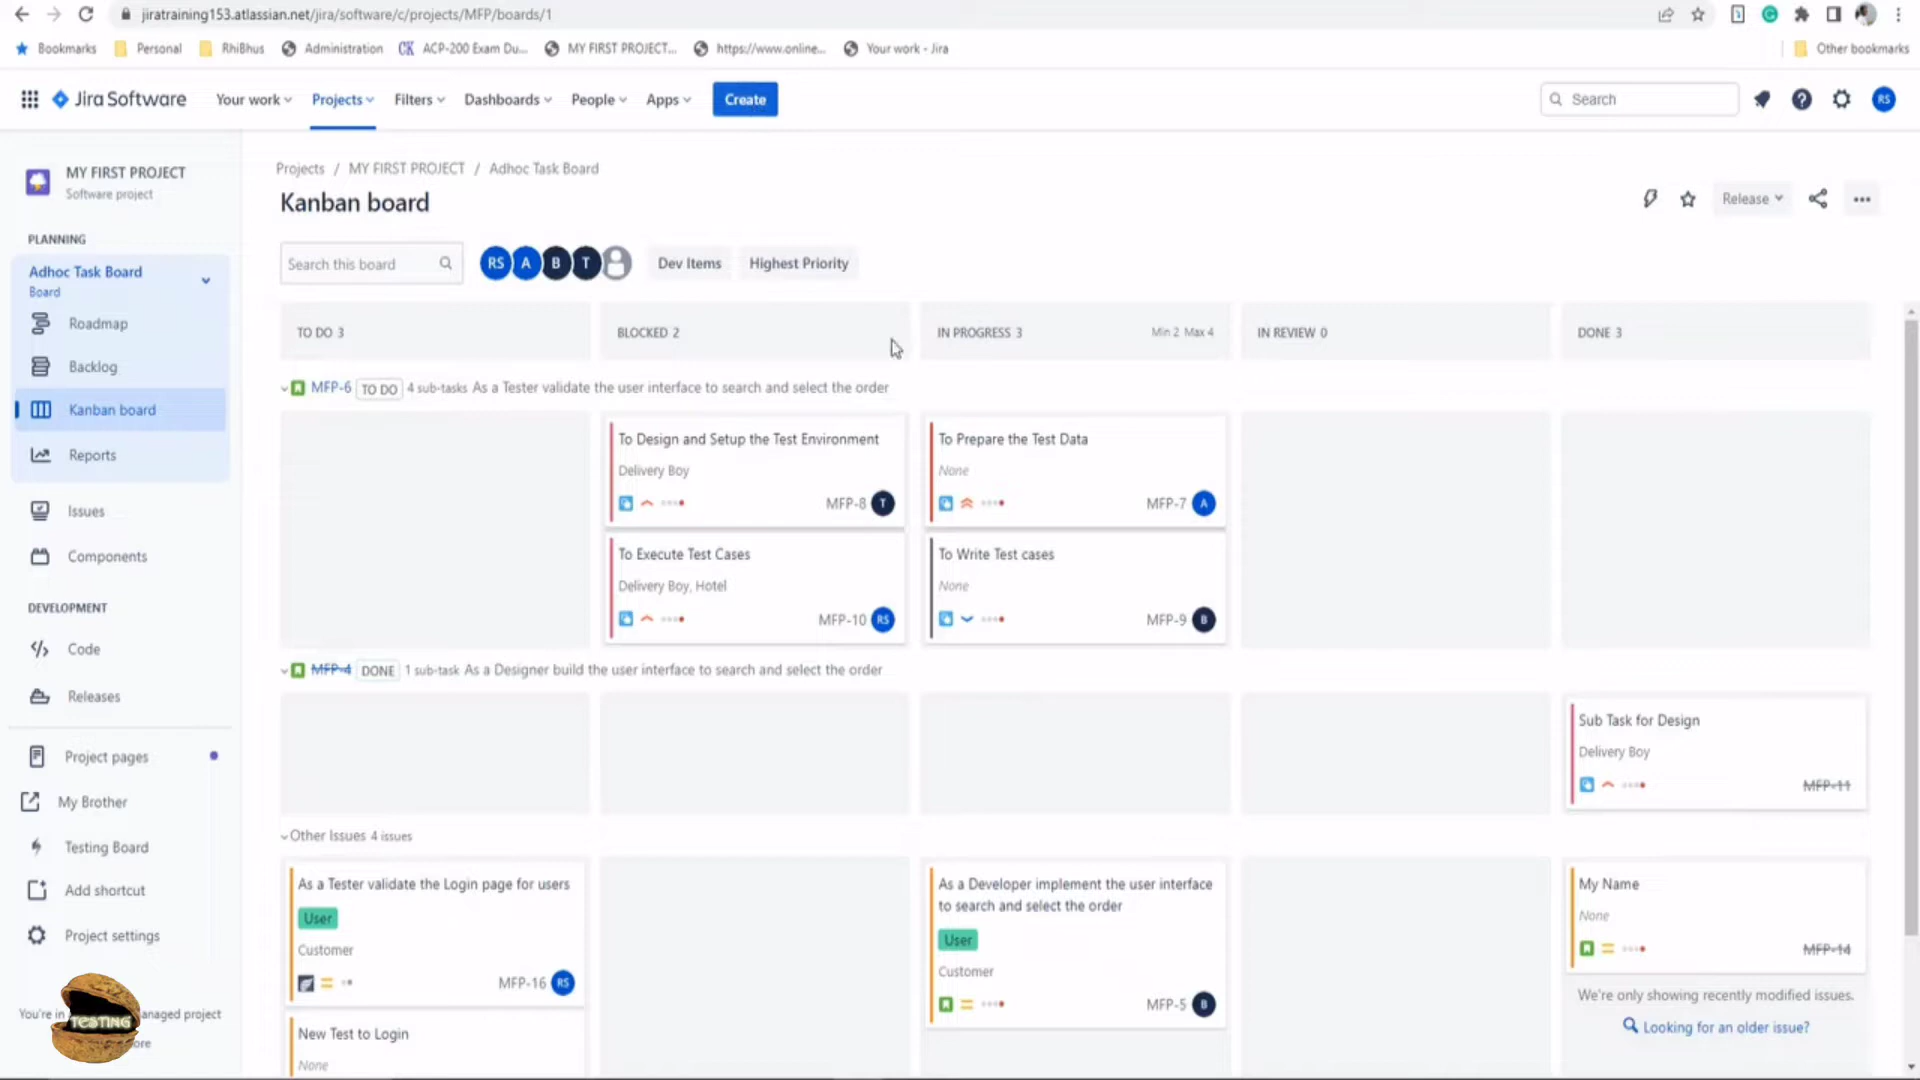 jiratraining153.atlassian.net/jira/software/c/projects/MFP/boards/1
Bookmarks Personal RhiBhus Administration CK ACP-200 Exam Du... MY FIRST PROJECT... https://www.online... Your work - Jira Other bookmarks
Jira Software Your work Projects Filters Dashboards People Apps Create Search RS
MY FIRST PROJECT
Software project
PLANNING
Adhoc Task Board
Board
Roadmap
Backlog
Kanban board
Reports
Issues
Components
DEVELOPMENT
Code
Releases
Project pages
My Brother
Testing Board
Add shortcut
Project settings
You're in anaged project
TESTING
ore
Projects / MY FIRST PROJECT / Adhoc Task Board
Kanban board
Release
Search this board RS A B T Dev Items Highest Priority
TO DO 3 BLOCKED 2 IN PROGRESS 3 Min 2 Max 4 IN REVIEW 0 DONE 3
MFP-6 TO DO 4 sub-tasks As a Tester validate the user interface to search and select the order
To Design and Setup the Test Environment
Delivery Boy
MFP-8 T
To Prepare the Test Data
None
MFP-7 A
To Execute Test Cases
Delivery Boy, Hotel
MFP-10 RS
To Write Test cases
None
MFP-9 B
MFP-4 DONE 1 sub-task As a Designer build the user interface to search and select the order
Sub Task for Design
Delivery Boy
MFP-11
Other Issues 4 issues
As a Tester validate the Login page for users
User
Customer
MFP-16 RS
New Test to Login
None
As a Developer implement the user interface
to search and select the order
User
Customer
MFP-5 B
My Name
None
MFP-14
We're only showing recently modified issues.
Looking for an older issue?